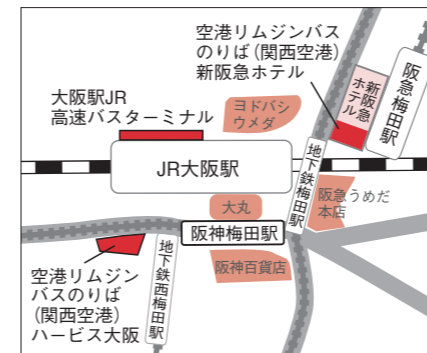 空港リムジンバス
のりば（関西空港）
新阪急ホテル
新阪急
ホテル
阪急梅田駅
大阪駅JR
高速バスターミナル
ヨドバシ
ウメダ
JR大阪駅
地下鉄梅田駅
大丸
阪急うめだ
本店
阪神梅田駅
阪神百貨店
地下鉄西梅田駅
空港リムジン
バスのりば
（関西空港）
ハービス大阪